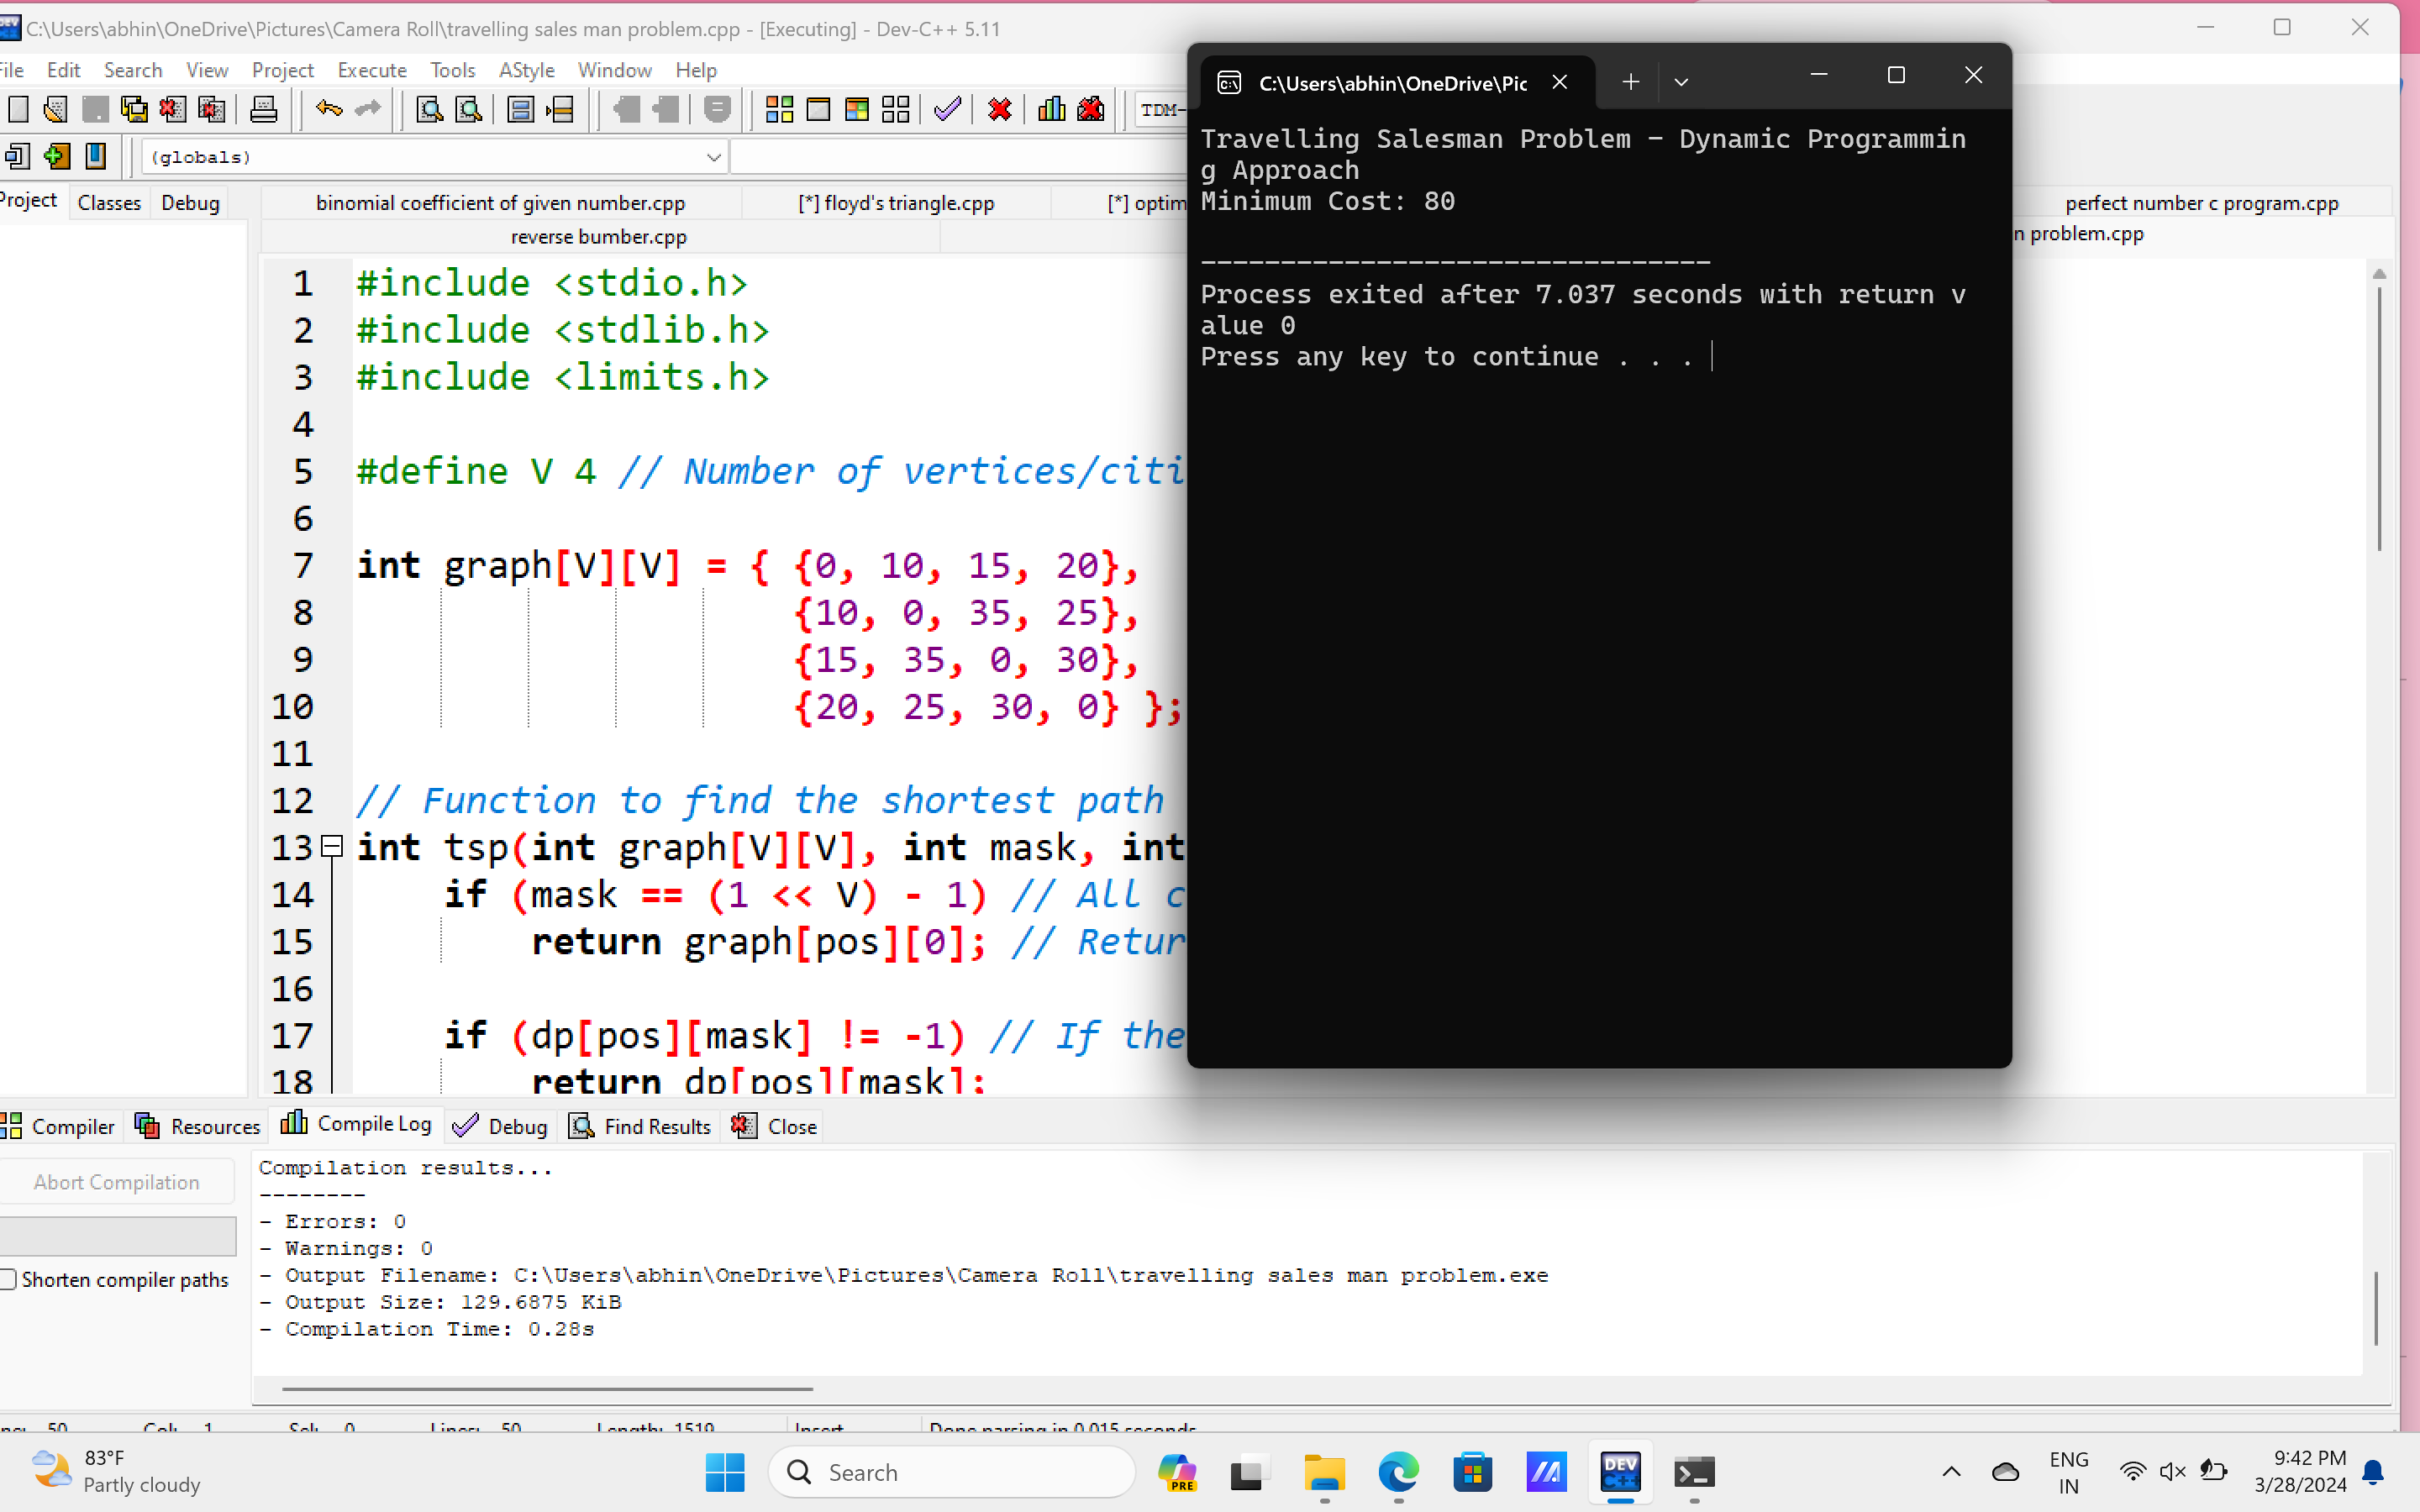 C:\Users\abhin\OneDrive\Pictures\Camera Roll\travelling sales man problem.cpp - [Executing] - Dev-C++ 5.11
File Edit Search View Project Execute Tools AStyle Window Help
TDM-
(globals)
Project Classes Debug
binomial coefficient of given number.cpp [*] floyd's triangle.cpp [*] optim perfect number c program.cpp
reverse bumber.cpp n problem.cpp
1 #include <stdio.h>
2 #include <stdlib.h>
3 #include <limits.h>
4
5 #define V 4 // Number of vertices/citi
6
7 int graph[V][V] = { {0, 10, 15, 20},
8 {10, 0, 35, 25},
9 {15, 35, 0, 30},
10 {20, 25, 30, 0} };
11
12 // Function to find the shortest path
13 int tsp(int graph[V][V], int mask, int
14 if (mask == (1 << V) - 1) // All c
15 return graph[pos][0]; // Retur
16
17 if (dp[pos][mask] != -1) // If the
18 return dp[pos][mask];
C:\Users\abhin\OneDrive\Pic
Travelling Salesman Problem - Dynamic Programmin
g Approach
Minimum Cost: 80
--------------------------------
Process exited after 7.037 seconds with return v
alue 0
Press any key to continue . . .
Compiler Resources Compile Log Debug Find Results Close
Abort Compilation
Shorten compiler paths
Compilation results...
--------
- Errors: 0
- Warnings: 0
- Output Filename: C:\Users\abhin\OneDrive\Pictures\Camera Roll\travelling sales man problem.exe
- Output Size: 129.6875 KiB
- Compilation Time: 0.28s
50 Col: 1 Sel: 0 Lines: 50 Length: 1519 Insert Done parsing in 0.015 seconds
83°F
Partly cloudy
Search
PRE
DEV
C++
ENG
IN
9:42 PM
3/28/2024